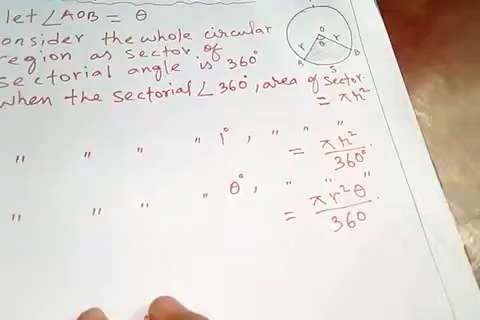 let ∠AOB = θ
onsider the whole circular
region as sector of
sectorial angle is 360°
when the sectorial ∠ 360°, area of sector
= πr²
" " " " 1°, " " "
= πr²/360°
" " " " θ°, " " "
= πr²θ/360
O
θ
r r
A B
S